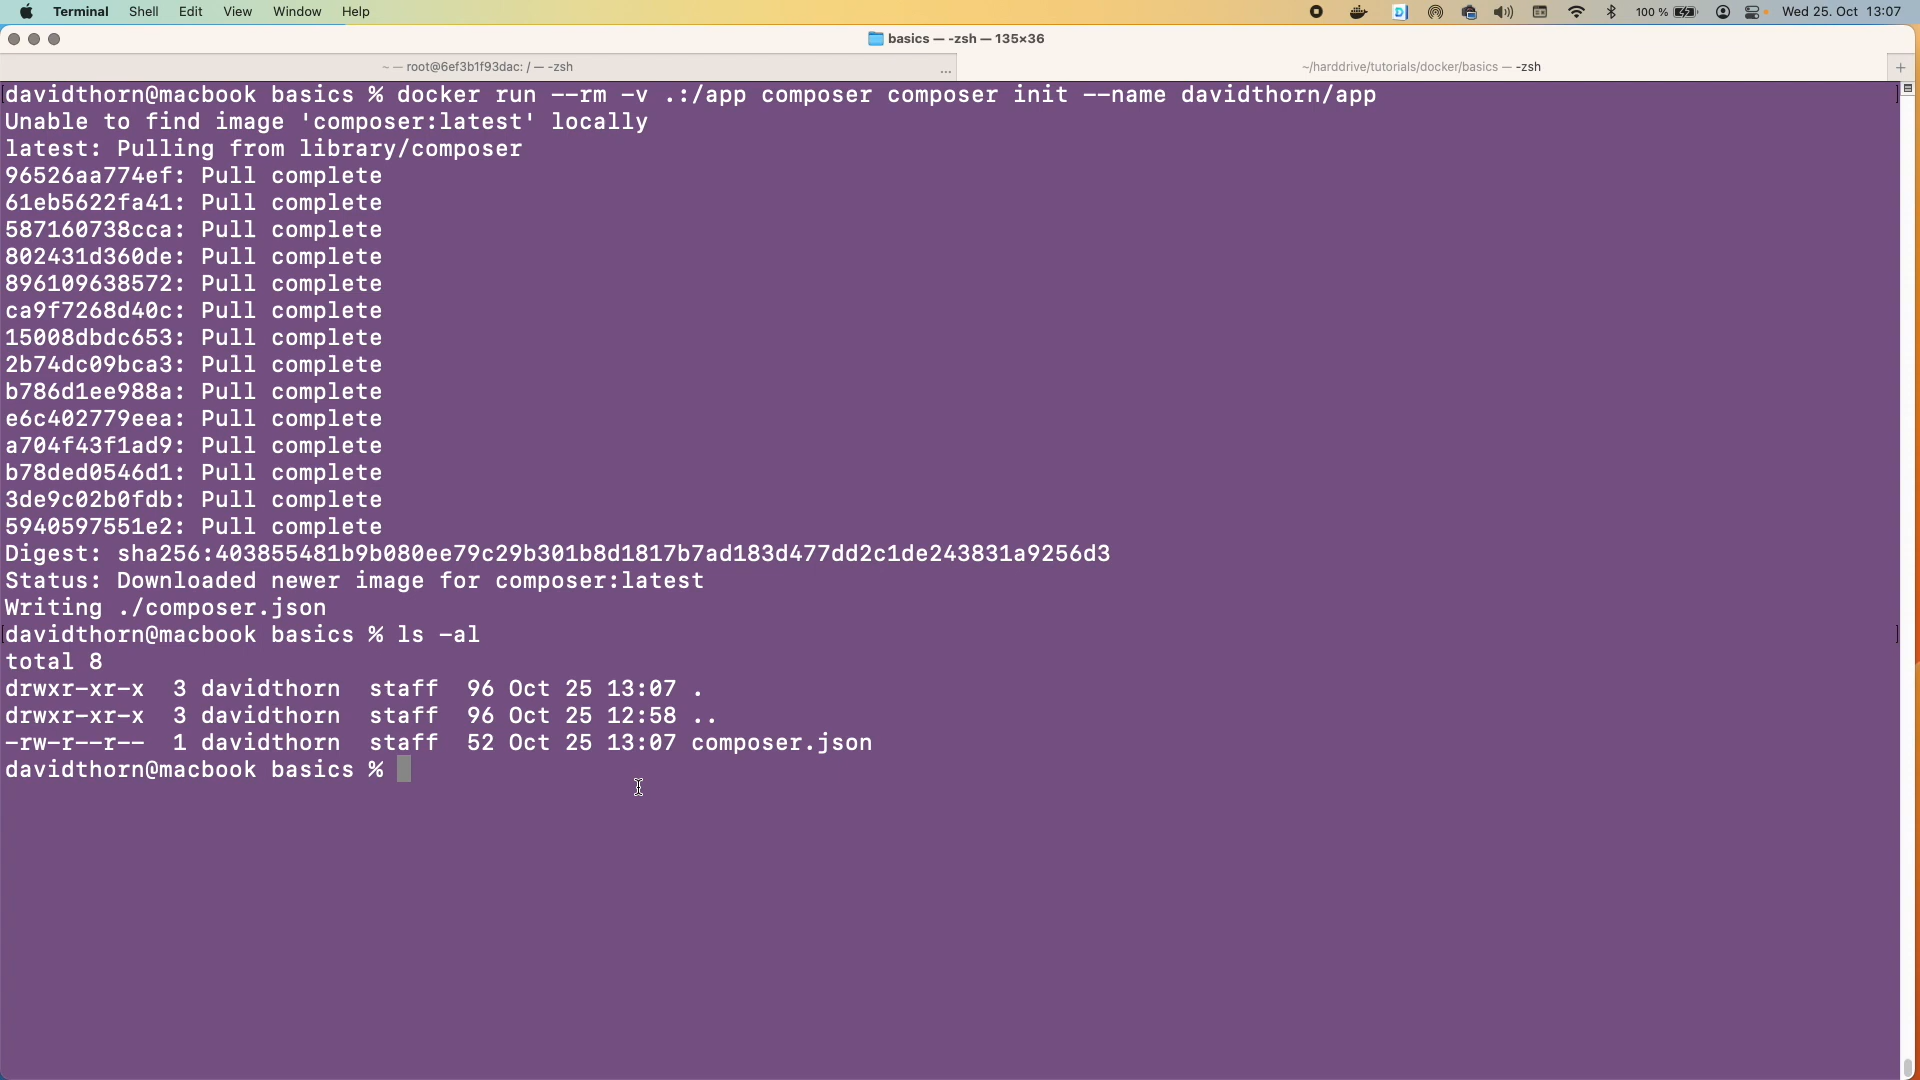 Terminal Shell Edit View Window Help 100 % Wed 25. Oct 13:07
basics — -zsh — 135×36
~ — root@6ef3b1f93dac: / — -zsh ... ~/harddrive/tutorials/docker/basics — -zsh +
davidthorn@macbook basics % docker run --rm -v .:/app composer composer init --name davidthorn/app
Unable to find image 'composer:latest' locally
latest: Pulling from library/composer
96526aa774ef: Pull complete
61eb5622fa41: Pull complete
587160738cca: Pull complete
802431d360de: Pull complete
896109638572: Pull complete
ca9f7268d40c: Pull complete
15008dbdc653: Pull complete
2b74dc09bca3: Pull complete
b786d1ee988a: Pull complete
e6c402779eea: Pull complete
a704f43f1ad9: Pull complete
b78ded0546d1: Pull complete
3de9c02b0fdb: Pull complete
5940597551e2: Pull complete
Digest: sha256:403855481b9b080ee79c29b301b8d1817b7ad183d477dd2c1de243831a9256d3
Status: Downloaded newer image for composer:latest
Writing ./composer.json
davidthorn@macbook basics % ls -al
total 8
drwxr-xr-x  3 davidthorn  staff  96 Oct 25 13:07 .
drwxr-xr-x  3 davidthorn  staff  96 Oct 25 12:58 ..
-rw-r--r--  1 davidthorn  staff  52 Oct 25 13:07 composer.json
davidthorn@macbook basics %